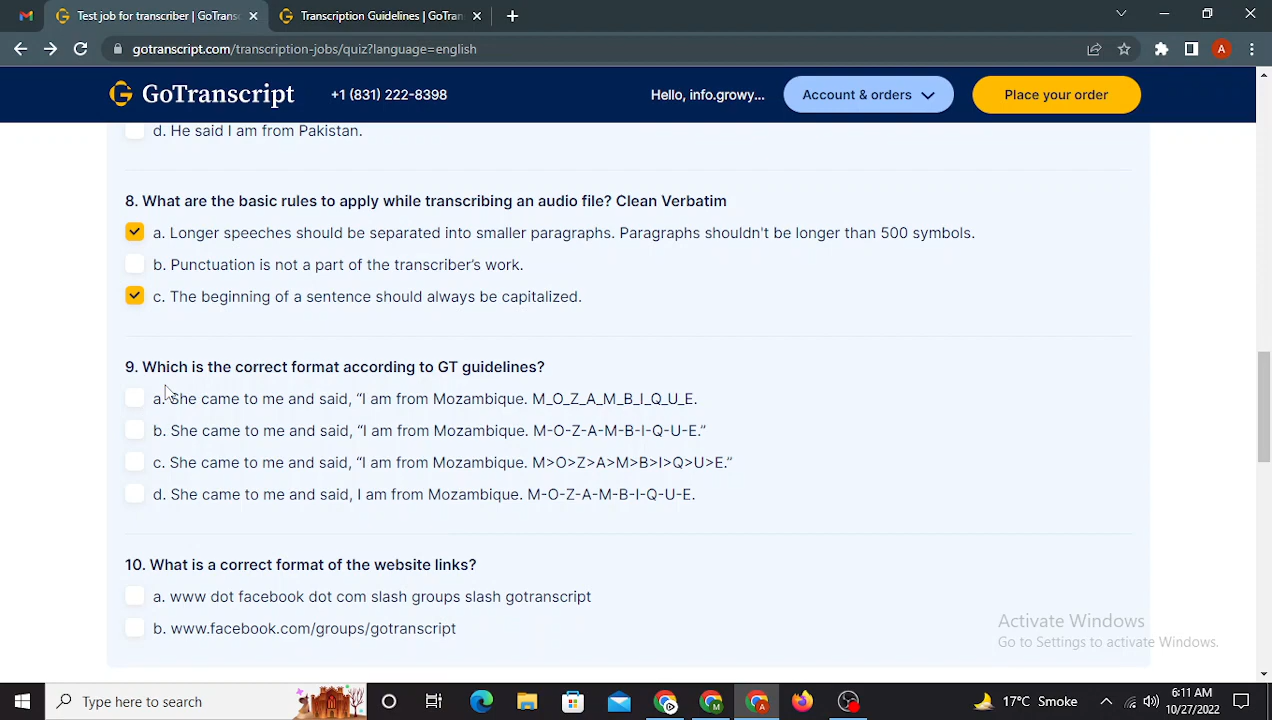 Test job for transcriber | GoTrans
Transcription Guidelines | GoTran
gotranscript.com/transcription-jobs/quiz?language=english
A
GoTranscript
+1 (831) 222-8398
Hello, info.growy...
Account & orders
Place your order
d. He said I am from Pakistan.
8. What are the basic rules to apply while transcribing an audio file? Clean Verbatim
a. Longer speeches should be separated into smaller paragraphs. Paragraphs shouldn't be longer than 500 symbols.
b. Punctuation is not a part of the transcriber's work.
c. The beginning of a sentence should always be capitalized.
9. Which is the correct format according to GT guidelines?
a. She came to me and said, “I am from Mozambique. M_O_Z_A_M_B_I_Q_U_E.
b. She came to me and said, “I am from Mozambique. M-O-Z-A-M-B-I-Q-U-E.”
c. She came to me and said, “I am from Mozambique. M>O>Z>A>M>B>I>Q>U>E.”
d. She came to me and said, I am from Mozambique. M-O-Z-A-M-B-I-Q-U-E.
10. What is a correct format of the website links?
a. www dot facebook dot com slash groups slash gotranscript
b. www.facebook.com/groups/gotranscript
Activate Windows
Go to Settings to activate Windows.
Type here to search
17°C Smoke
6:11 AM
10/27/2022